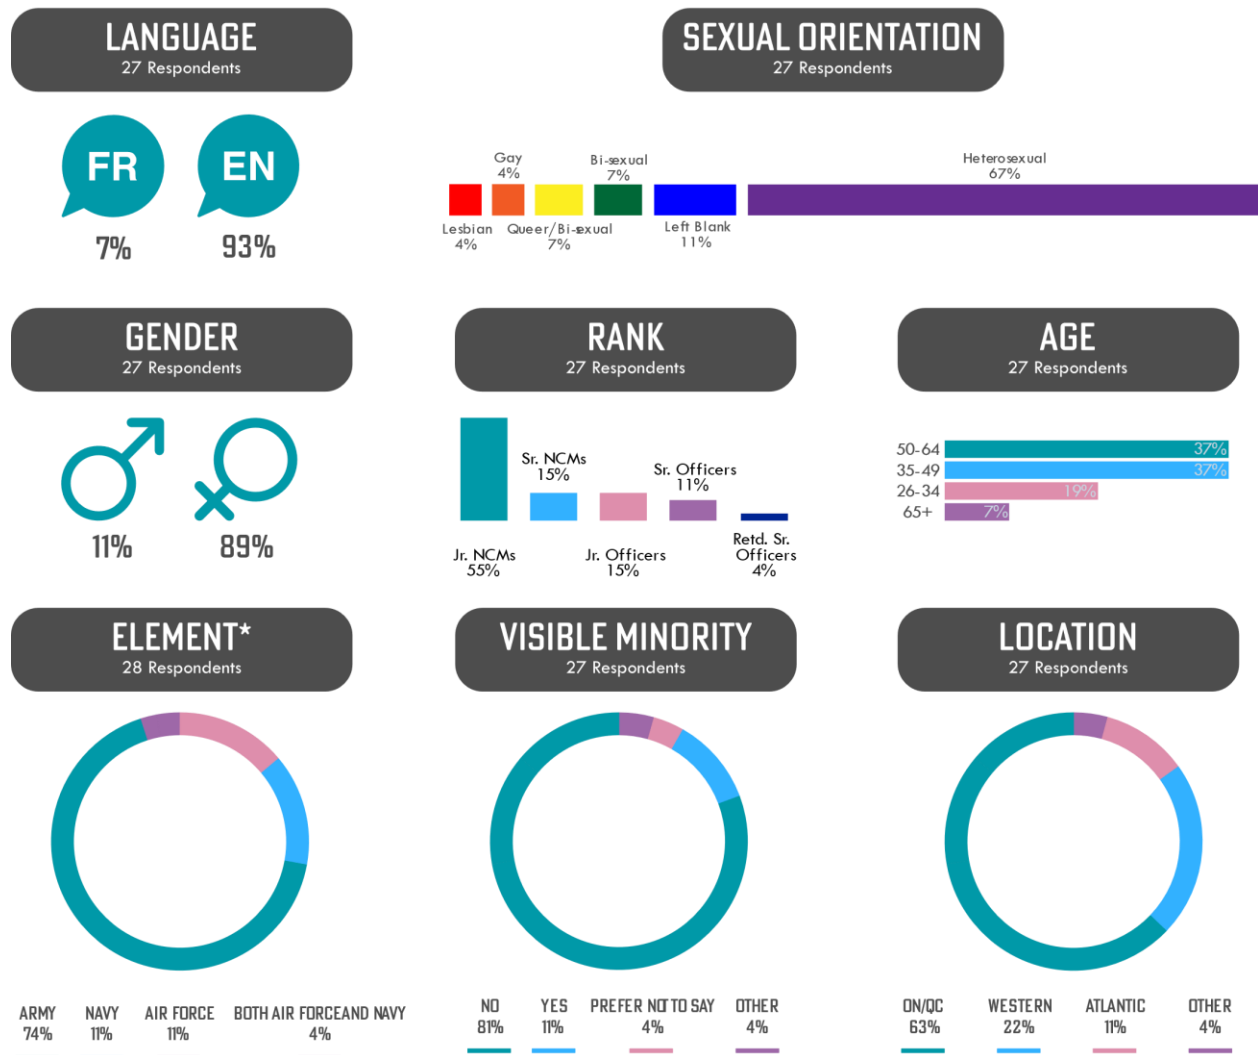 LANGUAGE
27 Respondents
FR
EN
7%
93%
SEXUAL ORIENTATION
27 Respondents
Lesbian
4%
Gay
4%
Queer/Bi-sexual
7%
Bi-sexual
7%
Left Blank
11%
Heterosexual
67%
GENDER
27 Respondents
11%
89%
RANK
27 Respondents
Jr. NCMs
55%
Sr. NCMs
15%
Jr. Officers
15%
Sr. Officers
11%
Retd. Sr.
Officers
4%
AGE
27 Respondents
50-64 37%
35-49 37%
26-34 19%
65+ 7%
ELEMENT*
28 Respondents
ARMY
74%
NAVY
11%
AIR FORCE
11%
BOTH AIR FORCEAND NAVY
4%
VISIBLE MINORITY
27 Respondents
NO
81%
YES
11%
PREFER NOT TO SAY
4%
OTHER
4%
LOCATION
27 Respondents
ON/QC
63%
WESTERN
22%
ATLANTIC
11%
OTHER
4%